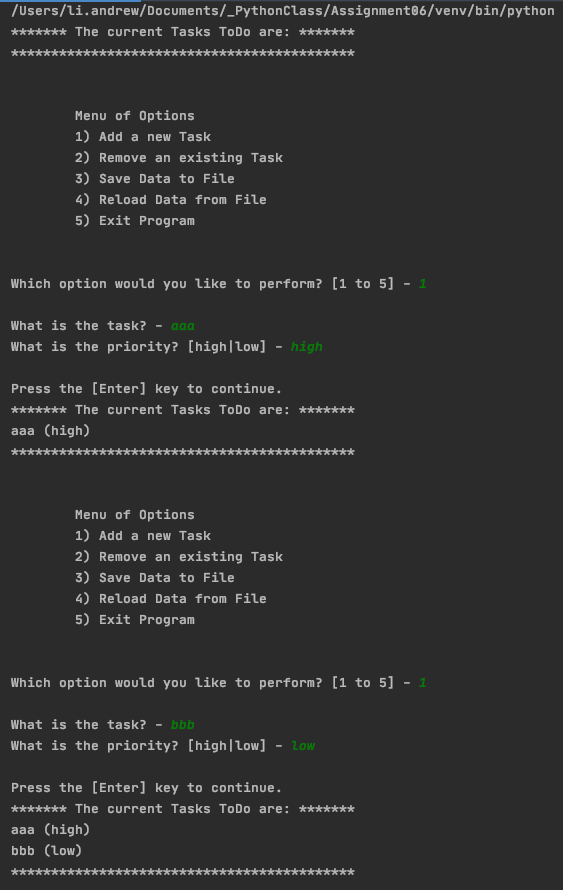 /Users/li.andrew/Documents/_PythonClass/Assignment06/venv/bin/python
******* The current Tasks ToDo are: *******
*******************************************
Menu of Options
1) Add a new Task
2) Remove an existing Task
3) Save Data to File
4) Reload Data from File
5) Exit Program
Which option would you like to perform? [1 to 5] - 1
What is the task? - aaa
What is the priority? [high|low] - high
Press the [Enter] key to continue.
******* The current Tasks ToDo are: *******
aaa (high)
*******************************************
Menu of Options
1) Add a new Task
2) Remove an existing Task
3) Save Data to File
4) Reload Data from File
5) Exit Program
Which option would you like to perform? [1 to 5] - 1
What is the task? - bbb
What is the priority? [high|low] - low
Press the [Enter] key to continue.
******* The current Tasks ToDo are: *******
aaa (high)
bbb (low)
*******************************************